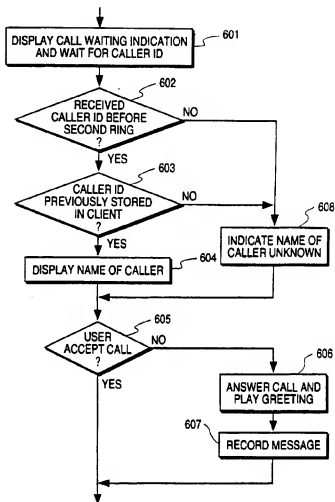 DISPLAY CALL WAITING INDICATION
AND WAIT FOR CALLER ID
601
602
RECEIVED
CALLER ID BEFORE
SECOND RING
?
NO
YES
603
CALLER ID
PREVIOUSLY STORED
IN CLIENT
?
NO
YES
608
INDICATE NAME OF
CALLER UNKNOWN
DISPLAY NAME OF CALLER
604
605
USER
ACCEPT CALL
?
NO
YES
606
ANSWER CALL AND
PLAY GREETING
607
RECORD MESSAGE